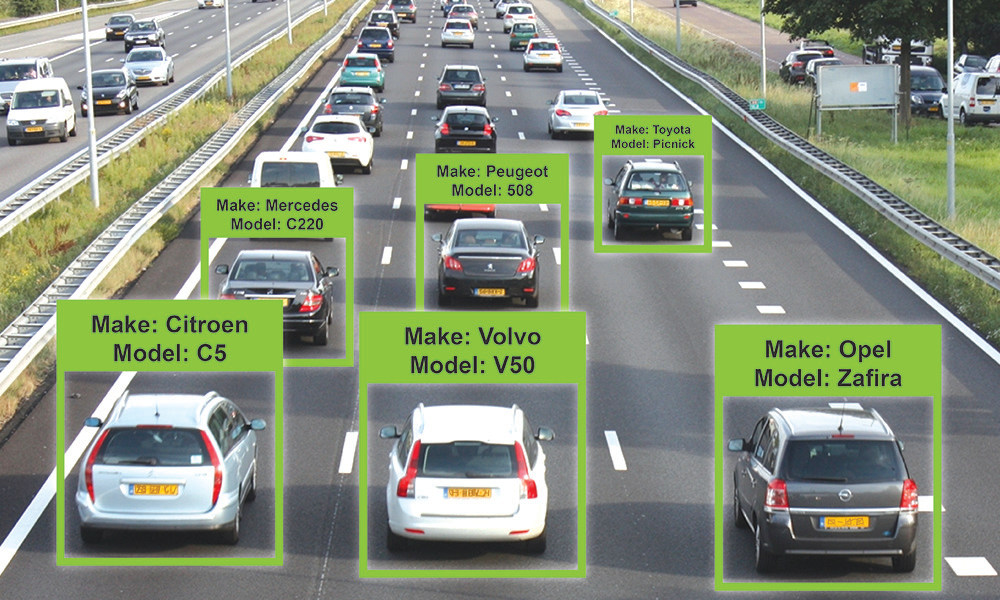 Make: Toyota
Model: Picnick
Make: Peugeot
Model: 508
Make: Mercedes
Model: C220
Make: Citroen
Model: C5
Make: Volvo
Model: V50
Make: Opel
Model: Zafira